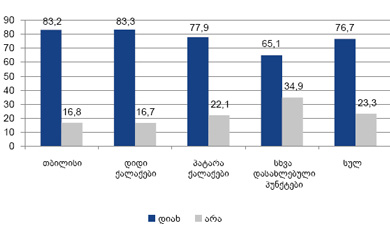 83,2
83,3
77,9
65,1
76,7
90
80
70
60
50
40
30
20
10
0
16,8
16,7
22,1
34,9
23,3
თბილისი
დიდი
ქალაქები
პატარა
ქალაქები
სხვა
დასახლებული
პუნქტები
სულ
დიახ
არა